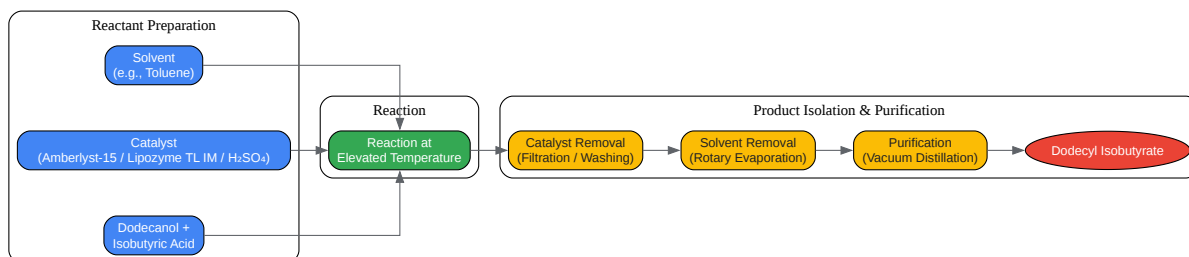 Reactant Preparation
Solvent
(e.g., Toluene)
Catalyst
(Amberlyst-15 / Lipozyme TL IM / H₂SO₄)
Dodecanol +
Isobutyric Acid
Reaction
Reaction at
Elevated Temperature
Product Isolation & Purification
Catalyst Removal
(Filtration / Washing)
Solvent Removal
(Rotary Evaporation)
Purification
(Vacuum Distillation)
Dodecyl Isobutyrate